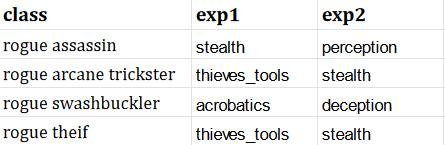 class exp1 exp2
rogue assassin stealth perception
rogue arcane trickster thieves_tools stealth
rogue swashbuckler acrobatics deception
rogue theif thieves_tools stealth